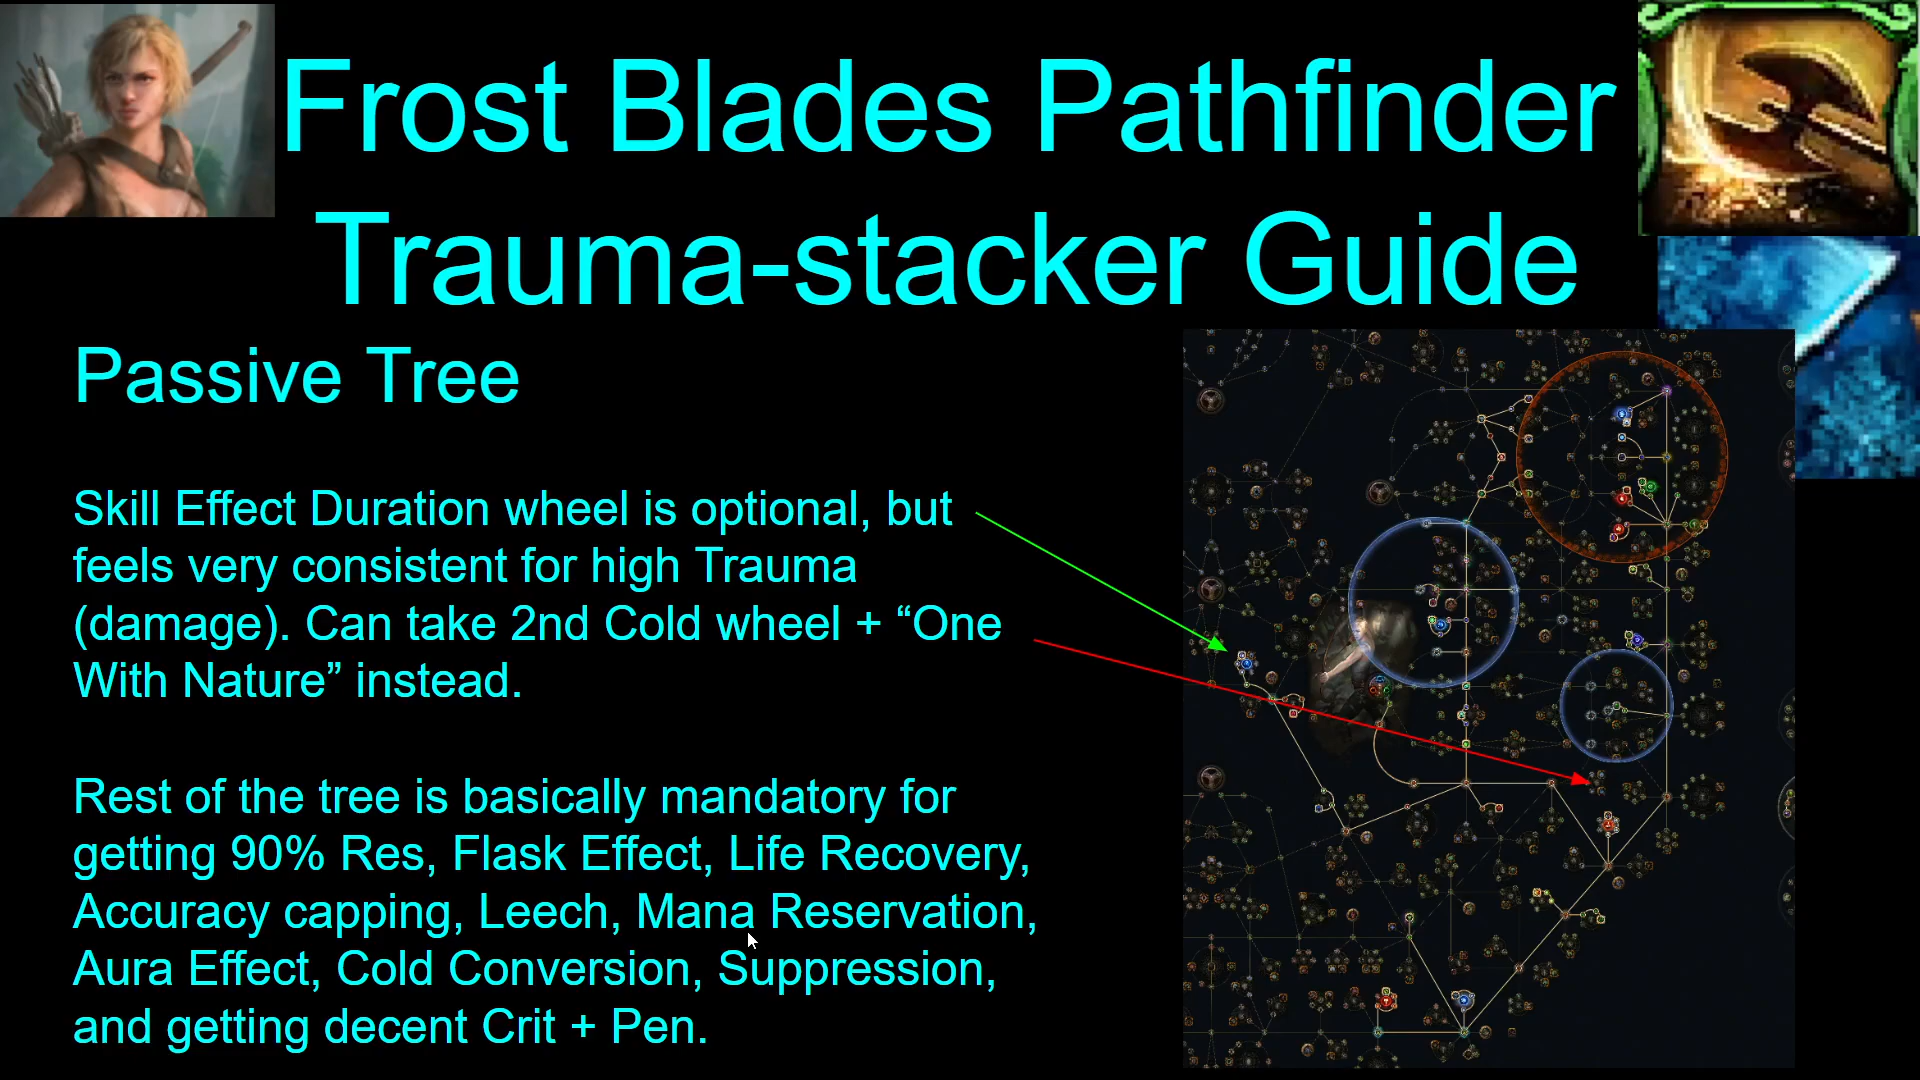 Frost Blades Pathfinder
Trauma-stacker Guide
Passive Tree
Skill Effect Duration wheel is optional, but
feels very consistent for high Trauma
(damage). Can take 2nd Cold wheel + “One
With Nature” instead.
Rest of the tree is basically mandatory for
getting 90% Res, Flask Effect, Life Recovery,
Accuracy capping, Leech, Mana Reservation,
Aura Effect, Cold Conversion, Suppression,
and getting decent Crit + Pen.